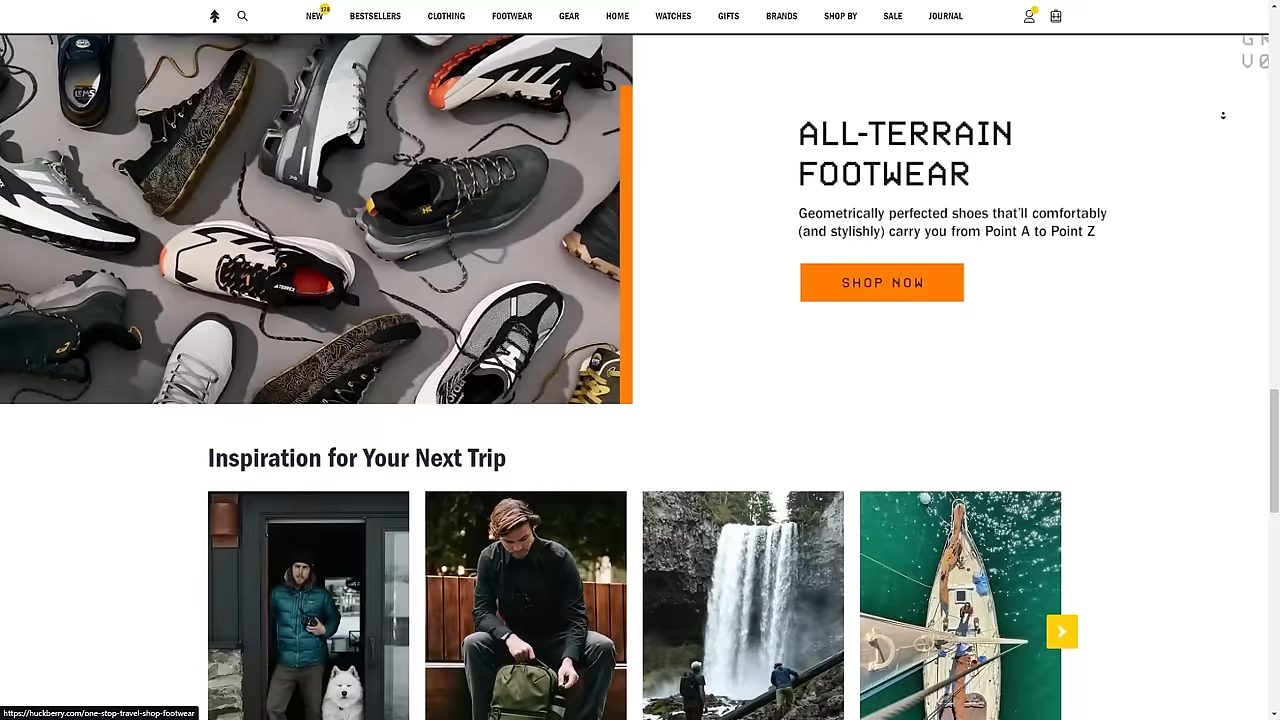 NEW 178 BESTSELLERS CLOTHING FOOTWEAR GEAR HOME WATCHES GIFTS BRANDS SHOP BY SALE JOURNAL
ALL-TERRAIN
FOOTWEAR
Geometrically perfected shoes that'll comfortably
(and stylishly) carry you from Point A to Point Z
SHOP NOW
Inspiration for Your Next Trip
https://huckberry.com/one-stop-travel-shop-footwear